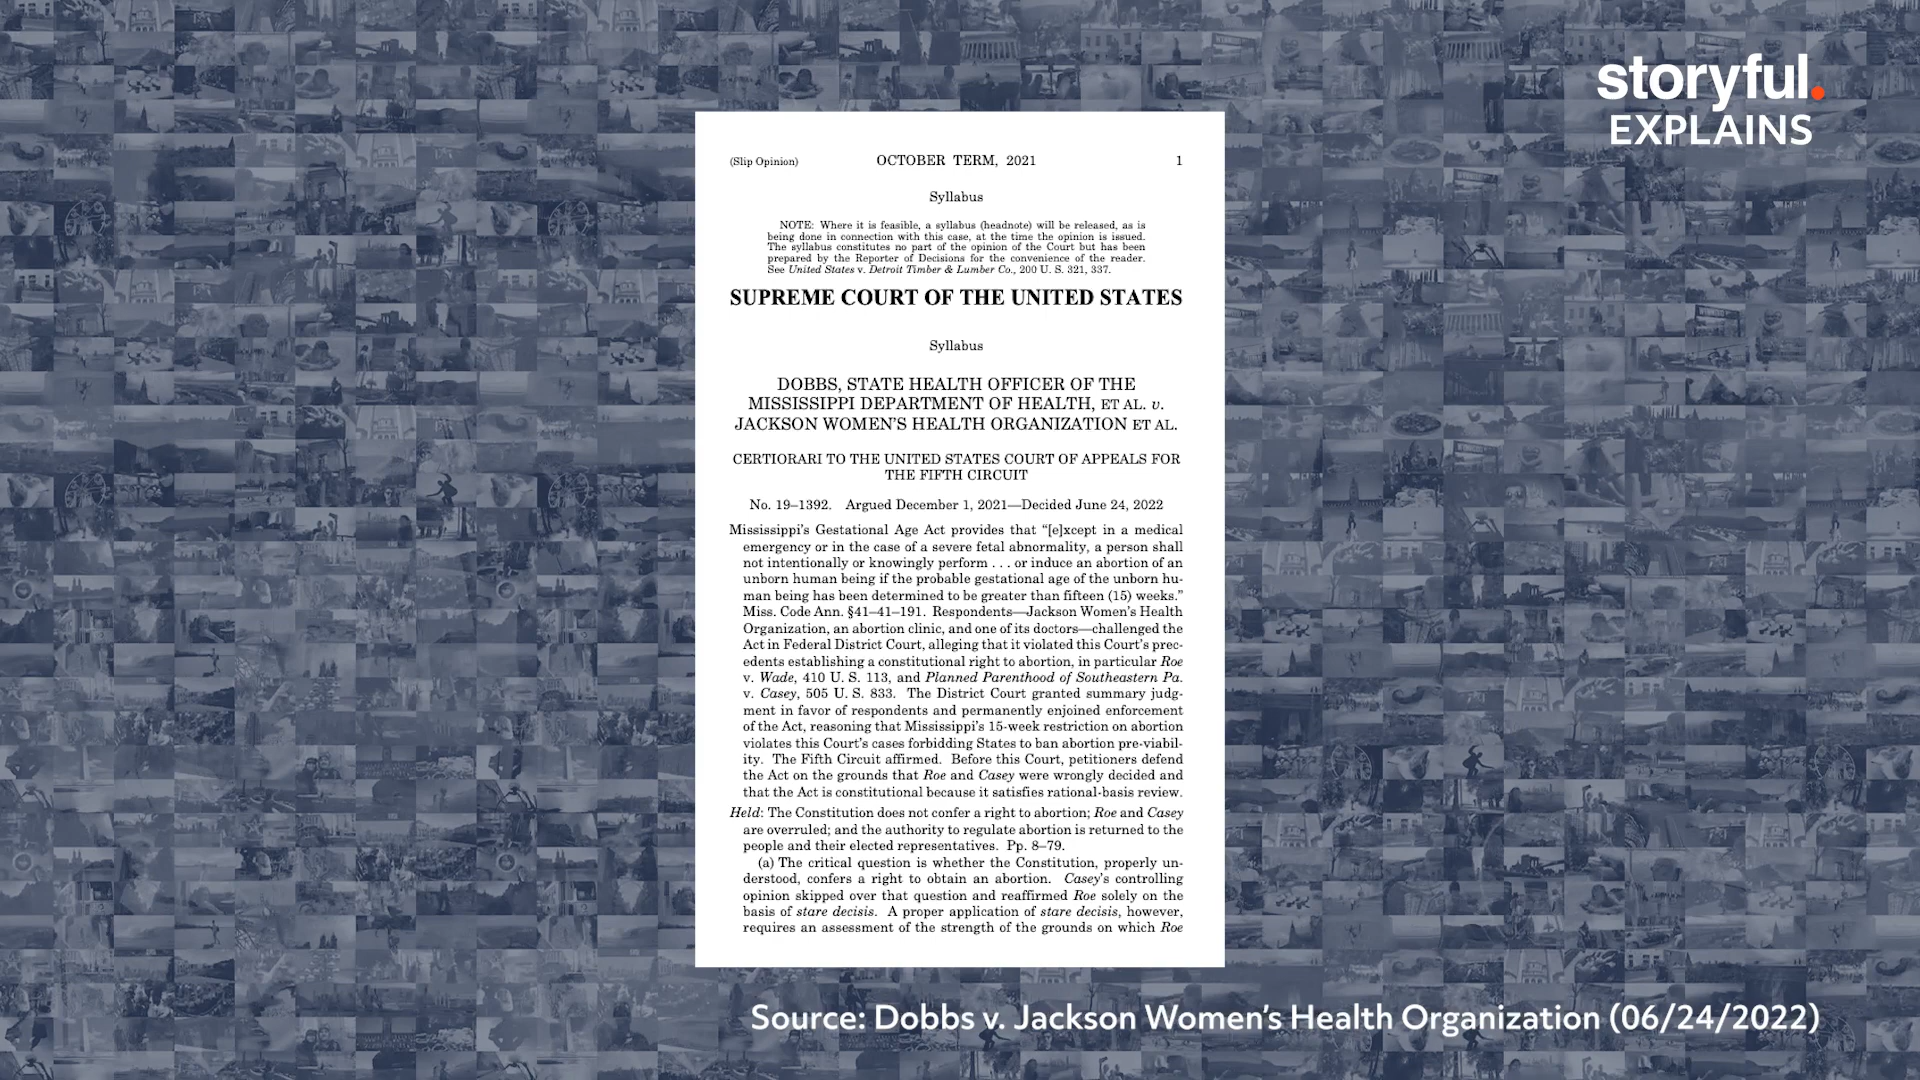 storyful.
EXPLAINS
(Slip Opinion) OCTOBER TERM, 2021 1
Syllabus
NOTE: Where it is feasible, a syllabus (headnote) will be released, as is
being done in connection with this case, at the time the opinion is issued.
The syllabus constitutes no part of the opinion of the Court but has been
prepared by the Reporter of Decisions for the convenience of the reader.
See United States v. Detroit Timber & Lumber Co., 200 U. S. 321, 337.
SUPREME COURT OF THE UNITED STATES
Syllabus
DOBBS, STATE HEALTH OFFICER OF THE
MISSISSIPPI DEPARTMENT OF HEALTH, ET AL. v.
JACKSON WOMEN'S HEALTH ORGANIZATION ET AL.
CERTIORARI TO THE UNITED STATES COURT OF APPEALS FOR
THE FIFTH CIRCUIT
No. 19–1392. Argued December 1, 2021—Decided June 24, 2022
Mississippi's Gestational Age Act provides that “[e]xcept in a medical
emergency or in the case of a severe fetal abnormality, a person shall
not intentionally or knowingly perform . . . or induce an abortion of an
unborn human being if the probable gestational age of the unborn hu-
man being has been determined to be greater than fifteen (15) weeks.”
Miss. Code Ann. §41–41–191. Respondents—Jackson Women's Health
Organization, an abortion clinic, and one of its doctors—challenged the
Act in Federal District Court, alleging that it violated this Court's prec-
edents establishing a constitutional right to abortion, in particular Roe
v. Wade, 410 U. S. 113, and Planned Parenthood of Southeastern Pa.
v. Casey, 505 U. S. 833. The District Court granted summary judg-
ment in favor of respondents and permanently enjoined enforcement
of the Act, reasoning that Mississippi's 15-week restriction on abortion
violates this Court's cases forbidding States to ban abortion pre-viabil-
ity. The Fifth Circuit affirmed. Before this Court, petitioners defend
the Act on the grounds that Roe and Casey were wrongly decided and
that the Act is constitutional because it satisfies rational-basis review.
Held: The Constitution does not confer a right to abortion; Roe and Casey
are overruled; and the authority to regulate abortion is returned to the
people and their elected representatives. Pp. 8–79.
(a) The critical question is whether the Constitution, properly un-
derstood, confers a right to obtain an abortion. Casey's controlling
opinion skipped over that question and reaffirmed Roe solely on the
basis of stare decisis. A proper application of stare decisis, however,
requires an assessment of the strength of the grounds on which Roe
Source: Dobbs v. Jackson Women's Health Organization (06/24/2022)